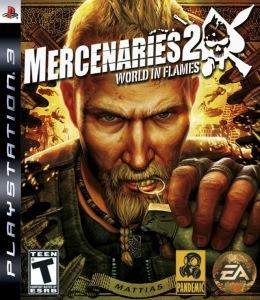 PLAYSTATION 3
MERCENARIES 2
WORLD IN FLAMES
MATTIAS
TEEN
T
ESRB
PANDEMIC
EA